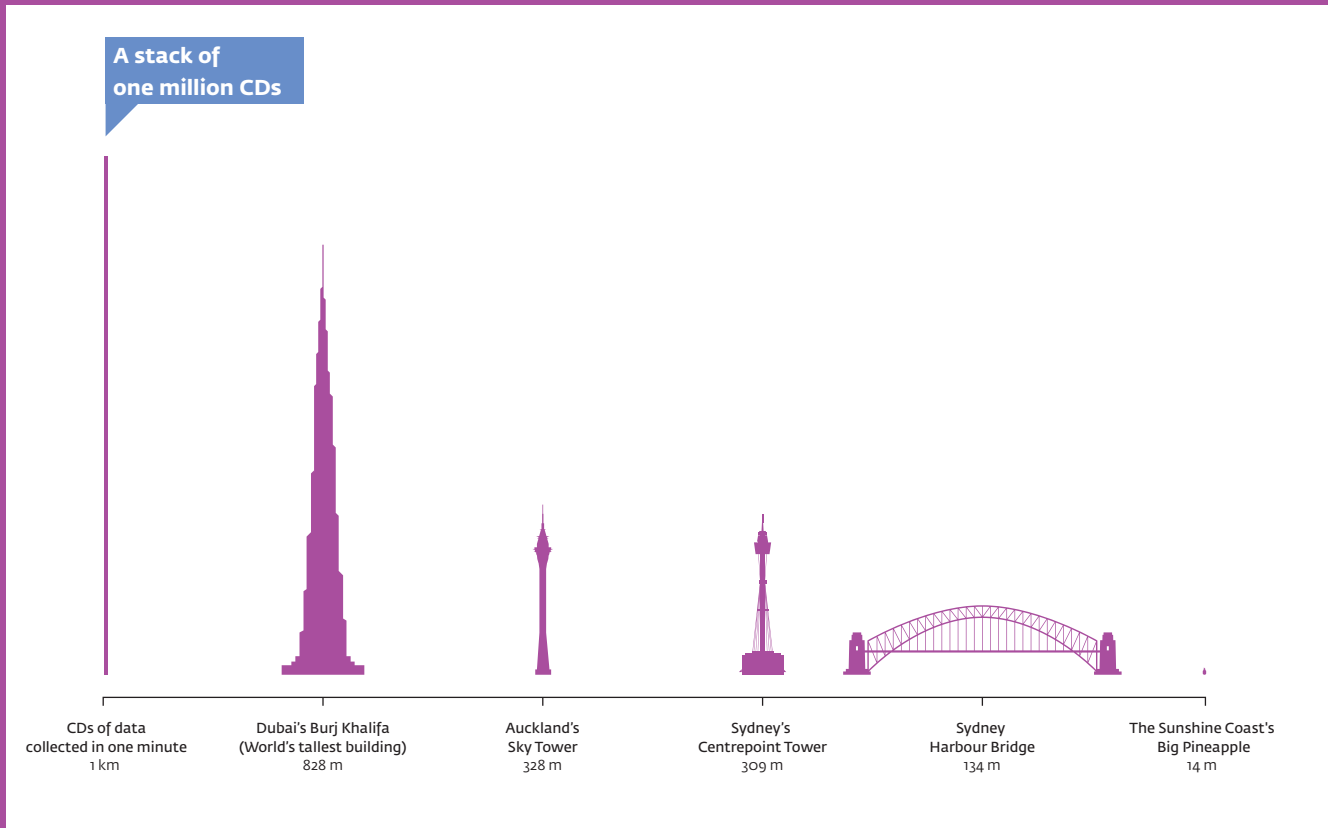 A stack of
one million CDs
CDs of data
collected in one minute
1 km
Dubai's Burj Khalifa
(World's tallest building)
828 m
Auckland's
Sky Tower
328 m
Sydney's
Centrepoint Tower
309 m
Sydney
Harbour Bridge
134 m
The Sunshine Coast's
Big Pineapple
14 m